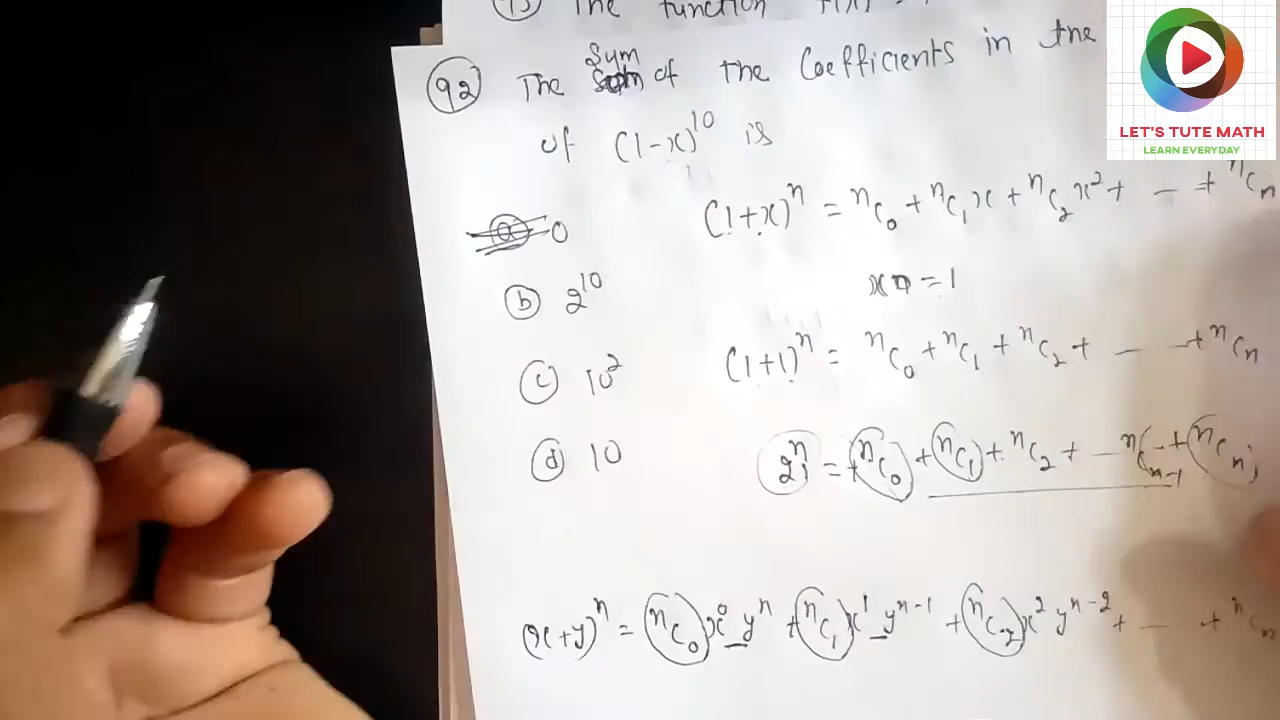 The function f(x)
92 The Sum of the Coefficients in the
of (1-x)^10 is
(1+x)^n = nC0 + nC1 x + nC2 x^2 + - - + nCn
a 0
x = 1
b 2^10
(1+1)^n = nC0 + nC1 + nC2 + - - + nCn
c 10^2
2^n = nC0 + nC1 + nC2 + - nCn-1 + nCn
d 10
(x+y)^n = nC0 x^0 y^n + nC1 x^1 y^n-1 + nC2 x^2 y^n-2 + - - + nCn
LET'S TUTE MATH
LEARN EVERYDAY